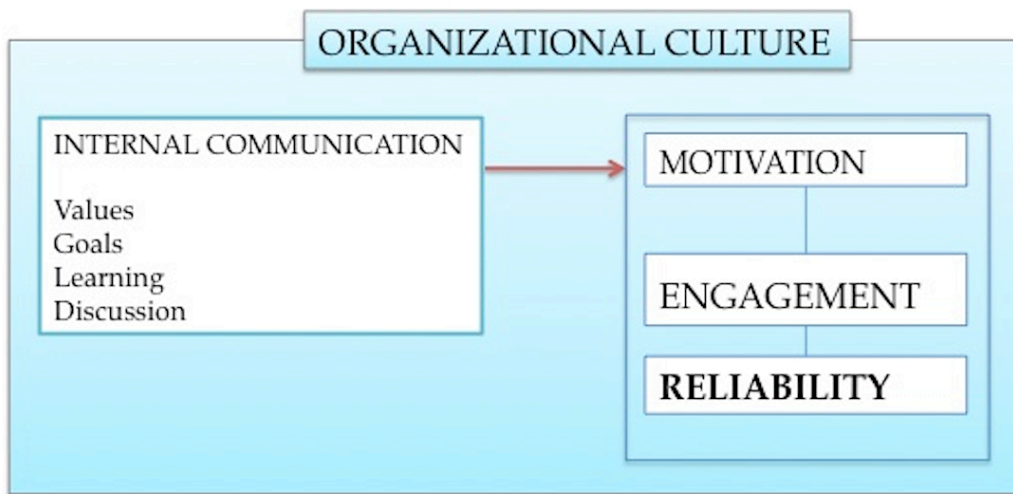 ORGANIZATIONAL CULTURE
INTERNAL COMMUNICATION
Values
Goals
Learning
Discussion
MOTIVATION
ENGAGEMENT
RELIABILITY